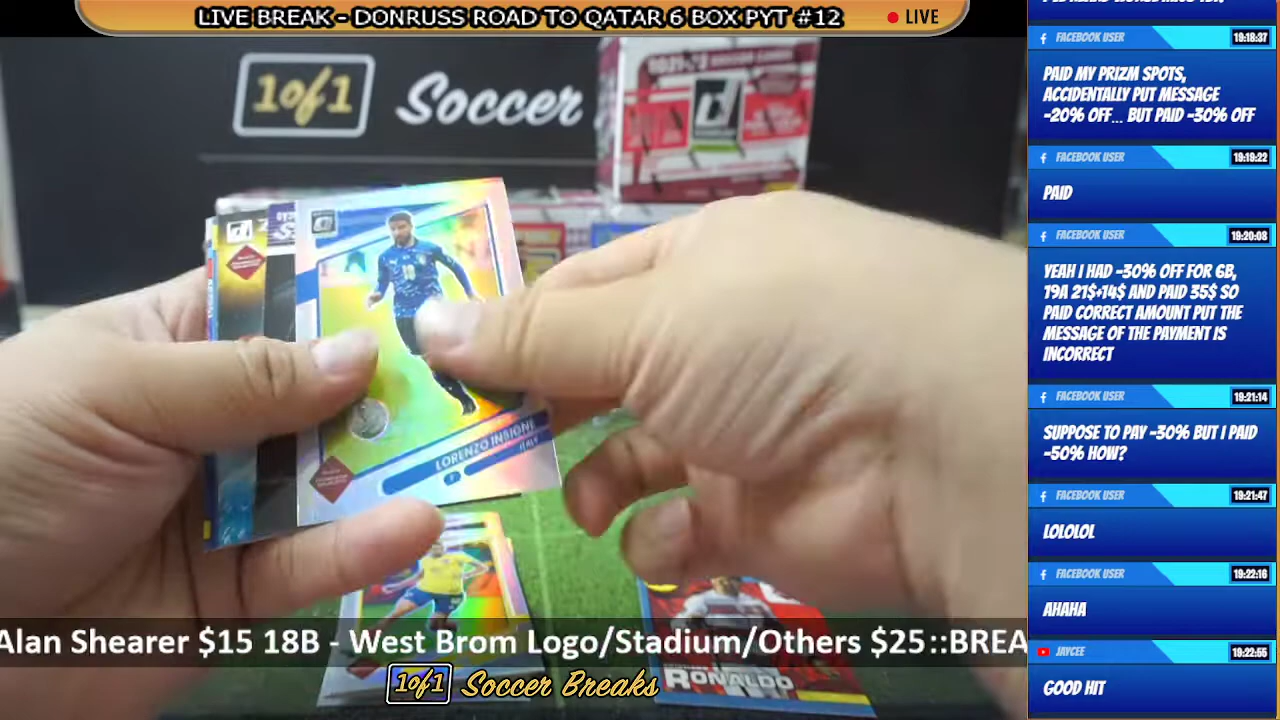 LIVE BREAK - DONRUSS ROAD TO QATAR 6 BOX PYT #12
LIVE
1of1 Soccer
LORENZO INSIGNE
ITALY
RONALDO
Alan Shearer $15 18B - West Brom Logo/Stadium/Others $25::BREA
1of1 Soccer Breaks
FACEBOOK USER 19:18:37
PAID MY PRIZM SPOTS,
ACCIDENTALLY PUT MESSAGE
-20% OFF... BUT PAID -30% OFF
FACEBOOK USER 19:19:22
PAID
FACEBOOK USER 19:20:08
YEAH I HAD -30% OFF FOR 6B,
19A 21$+14$ AND PAID 35$ SO
PAID CORRECT AMOUNT PUT THE
MESSAGE OF THE PAYMENT IS
INCORRECT
FACEBOOK USER 19:21:14
SUPPOSE TO PAY -30% BUT I PAID
-50% HOW?
FACEBOOK USER 19:21:47
LOLOLOL
FACEBOOK USER 19:22:16
AHAHA
JAYCEE 19:22:55
GOOD HIT